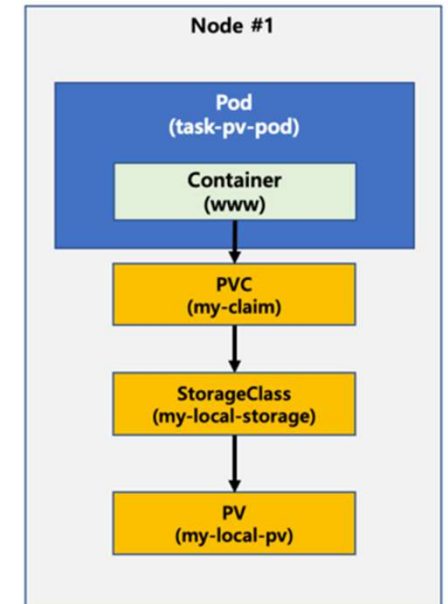 Node #1
Pod
(task-pv-pod)
Container
(www)
PVC
(my-claim)
StorageClass
(my-local-storage)
PV
(my-local-pv)